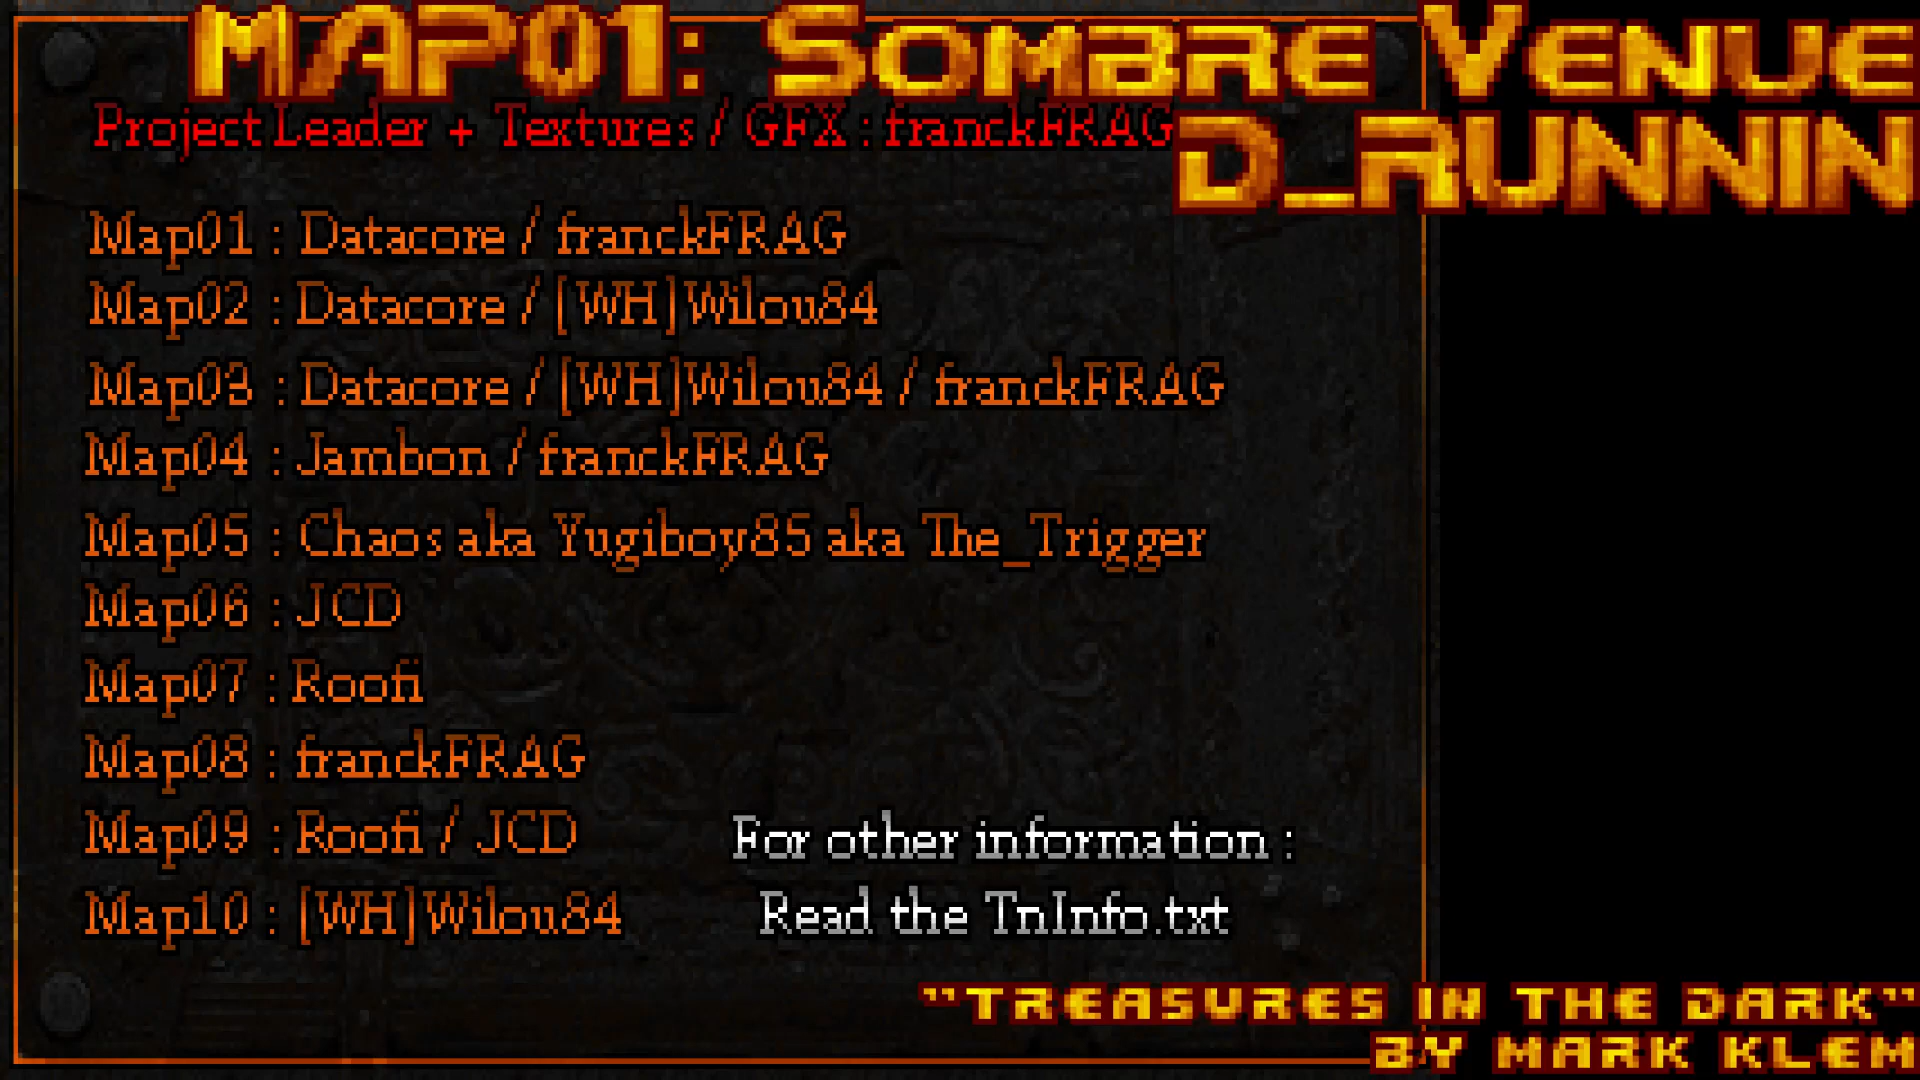 MAP01: Sombre Venue
Project Leader + Textures / GFX : franckFRAG
D_RUNNIN
Map01 : Datacore / franckFRAG
Map02 : Datacore / [WH]Wilou84
Map03 : Datacore / [WH]Wilou84 / franckFRAG
Map04 : Jambon / franckFRAG
Map05 : Chaos aka Yugiboy85 aka The_Trigger
Map06 : JCD
Map07 : Roofi
Map08 : franckFRAG
Map09 : Roofi / JCD
Map10 : [WH]Wilou84
For other information :
Read the TnInfo.txt
"TREASURES IN THE DARK"
BY MARK KLEM